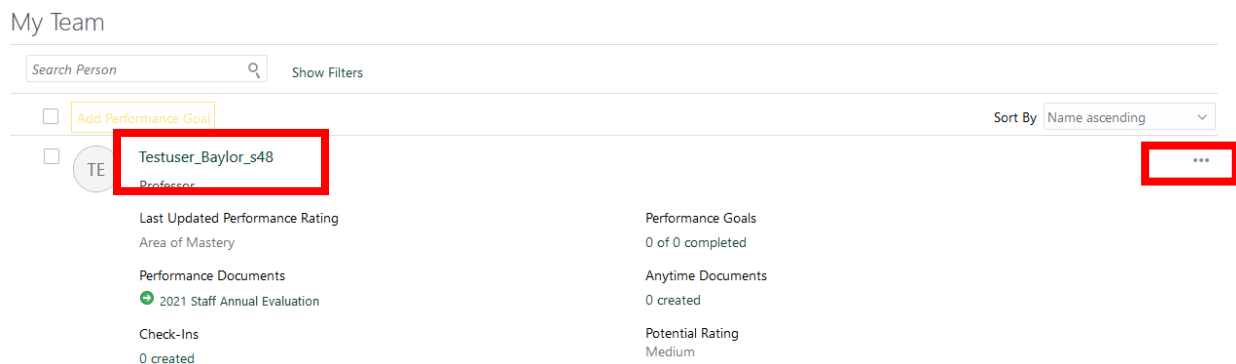 My Team
Search Person Show Filters
Add Performance Goal Sort By Name ascending
TE Testuser_Baylor_s48 •••
Professor
Last Updated Performance Rating Performance Goals
Area of Mastery 0 of 0 completed
Performance Documents Anytime Documents
2021 Staff Annual Evaluation 0 created
Check-Ins Potential Rating
0 created Medium